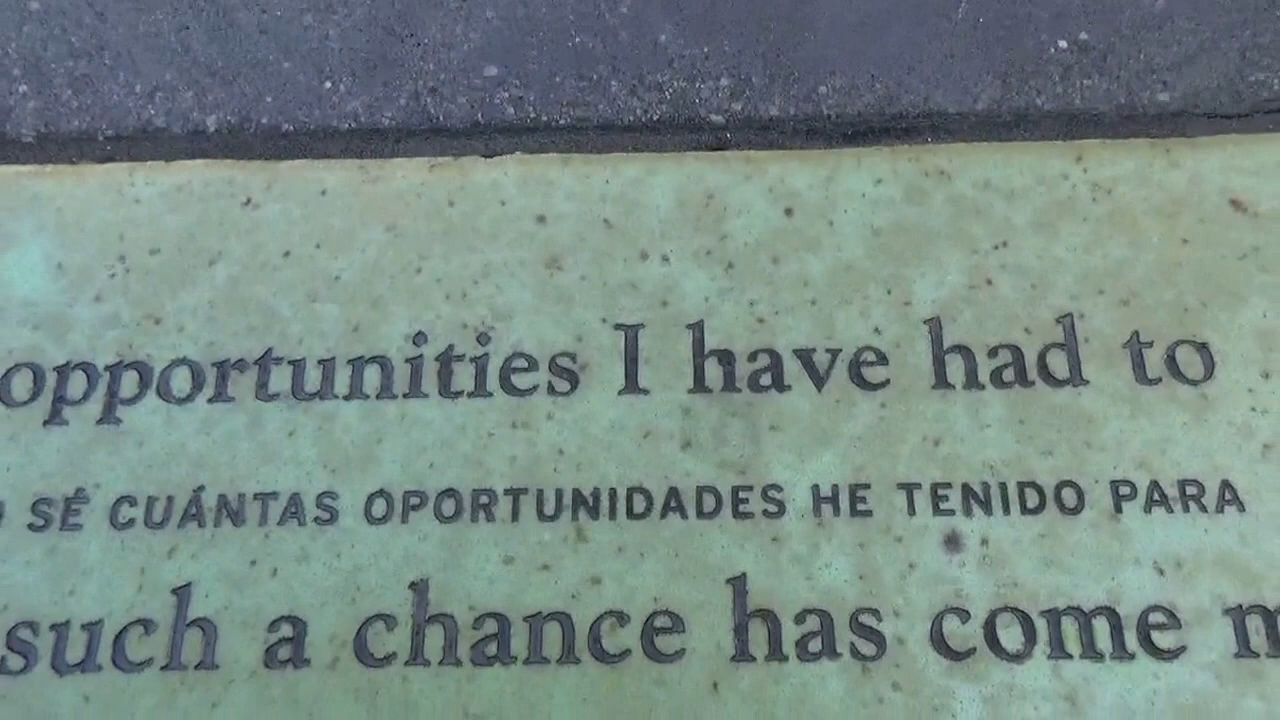 opportunities I have had to
SÉ CUÁNTAS OPORTUNIDADES HE TENIDO PARA
such a chance has come